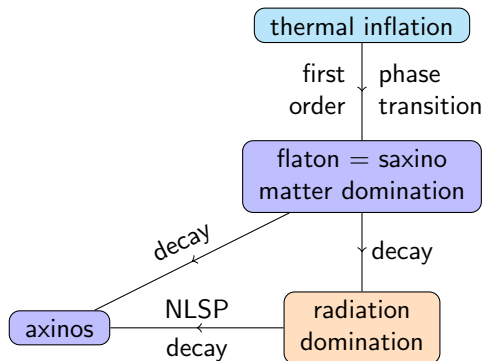 thermal inflation
first phase
order transition
flaton = saxino
matter domination
decay
decay
NLSP
decay
axinos
radiation
domination